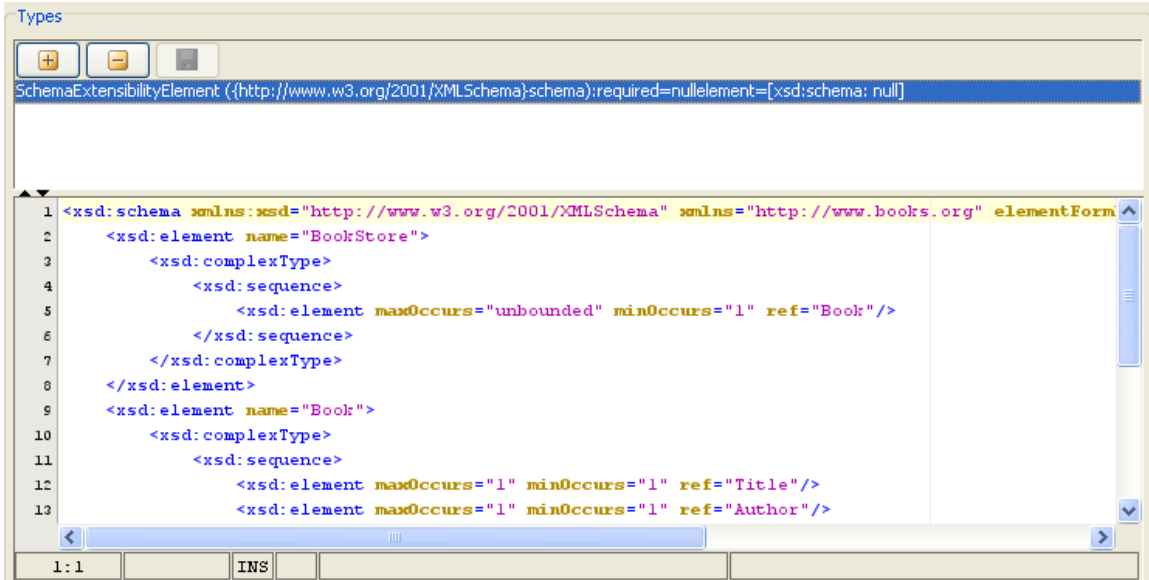 Types
SchemaExtensibilityElement ({http://www.w3.org/2001/XMLSchema}schema):required=nullelement=[xsd:schema: null]
1 <xsd:schema xmlns:xsd="http://www.w3.org/2001/XMLSchema" xmlns="http://www.books.org" elementForm
2 <xsd:element name="BookStore">
3 <xsd:complexType>
4 <xsd:sequence>
5 <xsd:element maxOccurs="unbounded" minOccurs="1" ref="Book"/>
6 </xsd:sequence>
7 </xsd:complexType>
8 </xsd:element>
9 <xsd:element name="Book">
10 <xsd:complexType>
11 <xsd:sequence>
12 <xsd:element maxOccurs="1" minOccurs="1" ref="Title"/>
13 <xsd:element maxOccurs="1" minOccurs="1" ref="Author"/>
1:1 INS